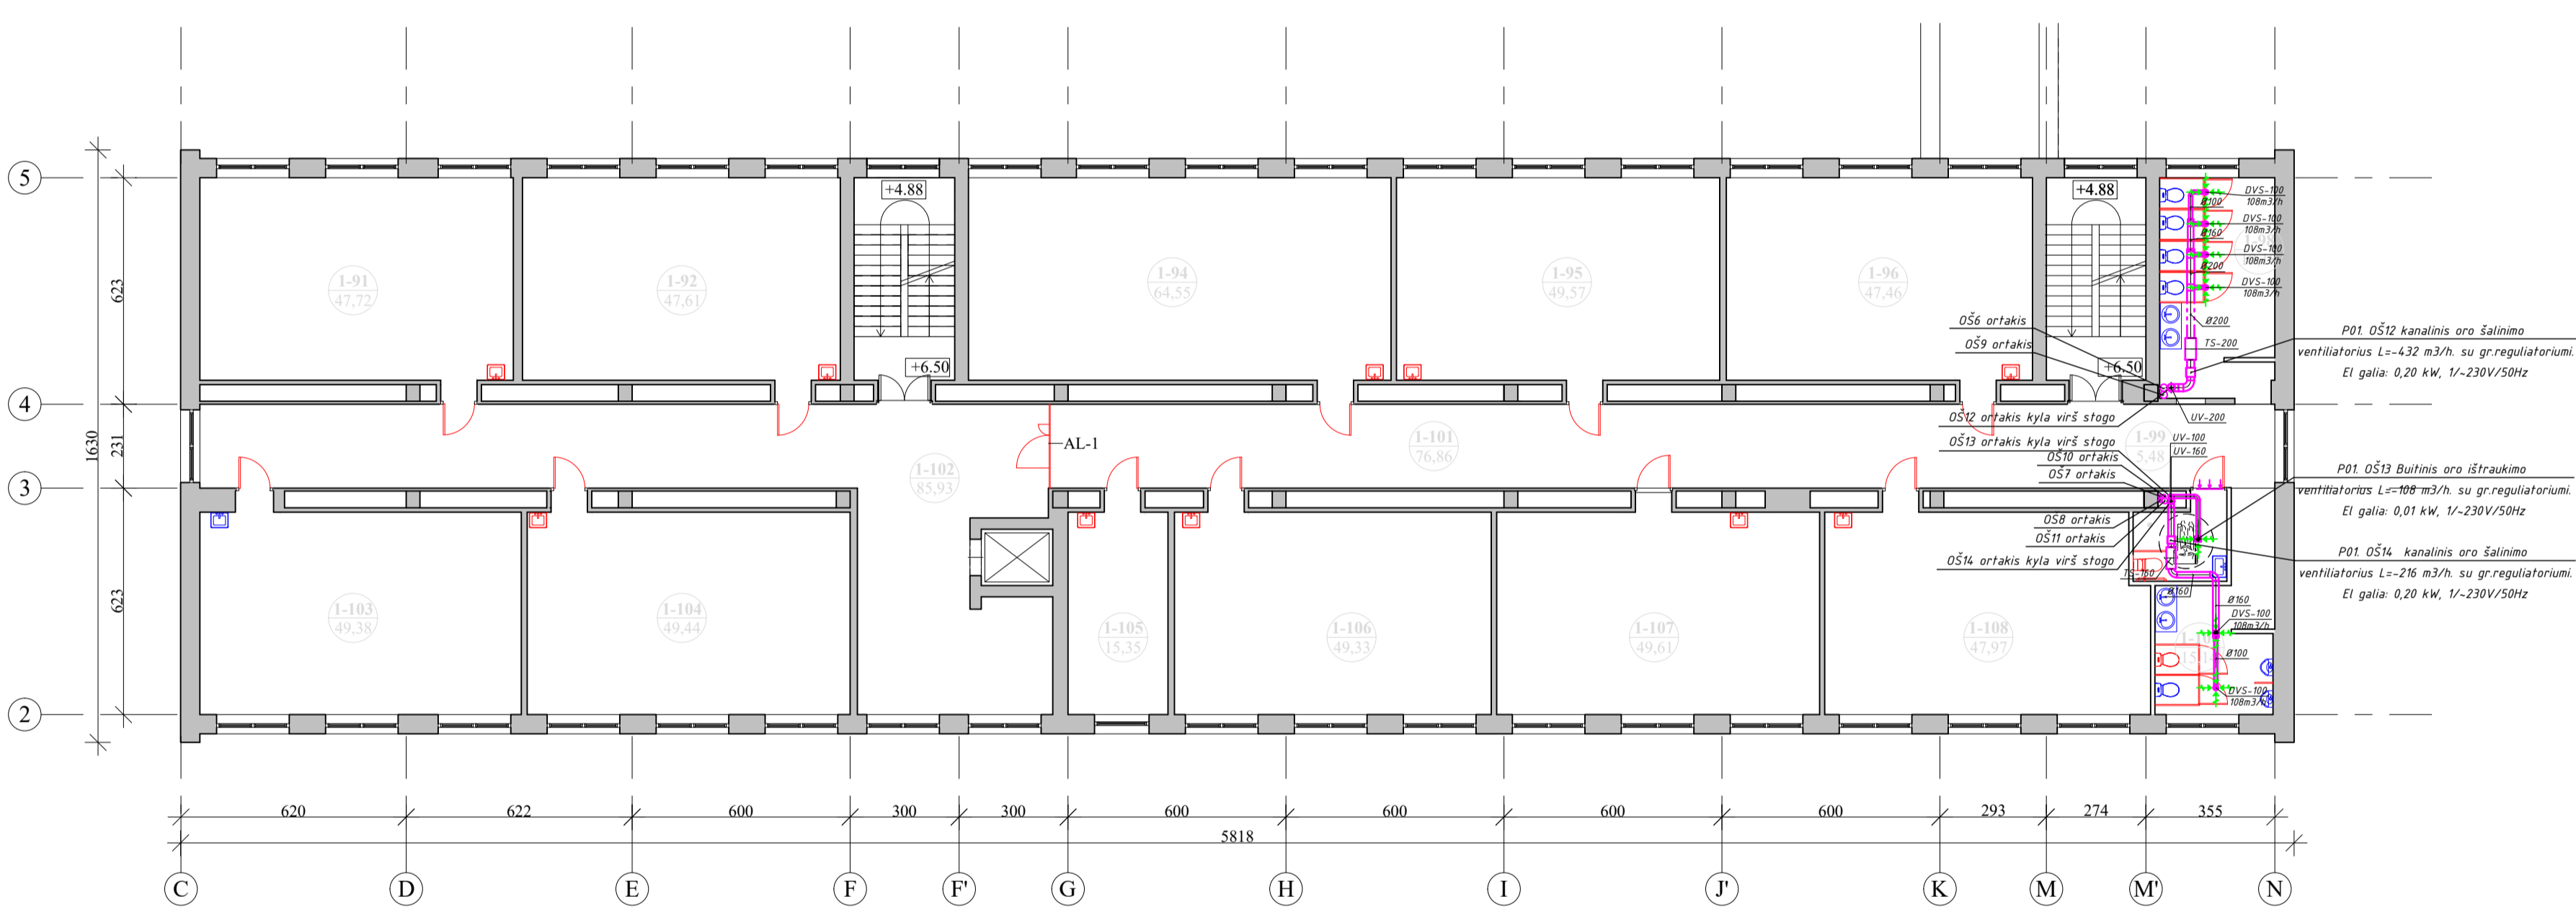 5
4
3
2
1630
623
231
623
+4.88
+6.50
+4.88
+6.50
1-91
47,72
1-92
47,61
1-94
64,55
1-95
49,57
1-96
47,46
DVS-100
108m3/h
Ø100
DVS-100
108m3/h
Ø160
DVS-100
108m3/h
Ø200
DVS-100
108m3/h
Ø200
TS-200
OŠ6 ortakis
OŠ9 ortakis
P01. OŠ12 kanalinis oro šalinimo
ventiliatorius L=-432 m3/h. su gr.reguliatoriumi.
El galia: 0,20 kW, 1/~230V/50Hz
OŠ12 ortakis kyla virš stogo
UV-200
OŠ13 ortakis kyla virš stogo
UV-100
UV-160
OŠ10 ortakis
OŠ7 ortakis
1-99
5,48
AL-1
1-101
76,86
1-102
85,93
P01. OŠ13 Buitinis oro ištraukimo
ventiliatorius L=-108 m3/h. su gr.reguliatoriumi.
El galia: 0,01 kW, 1/~230V/50Hz
OŠ8 ortakis
OŠ11 ortakis
OŠ14 ortakis kyla virš stogo
TS-160
P01. OŠ14 kanalinis oro šalinimo
ventiliatorius L=-216 m3/h. su gr.reguliatoriumi.
El galia: 0,20 kW, 1/~230V/50Hz
Ø160
Ø160
DVS-100
108m3/h
Ø100
DVS-100
108m3/h
1-103
49,38
1-104
49,44
1-105
15,35
1-106
49,33
1-107
49,61
1-108
47,97
620
622
600
300
300
600
600
600
600
293
274
355
5818
C
D
E
F
F'
G
H
I
J'
K
M
M'
N